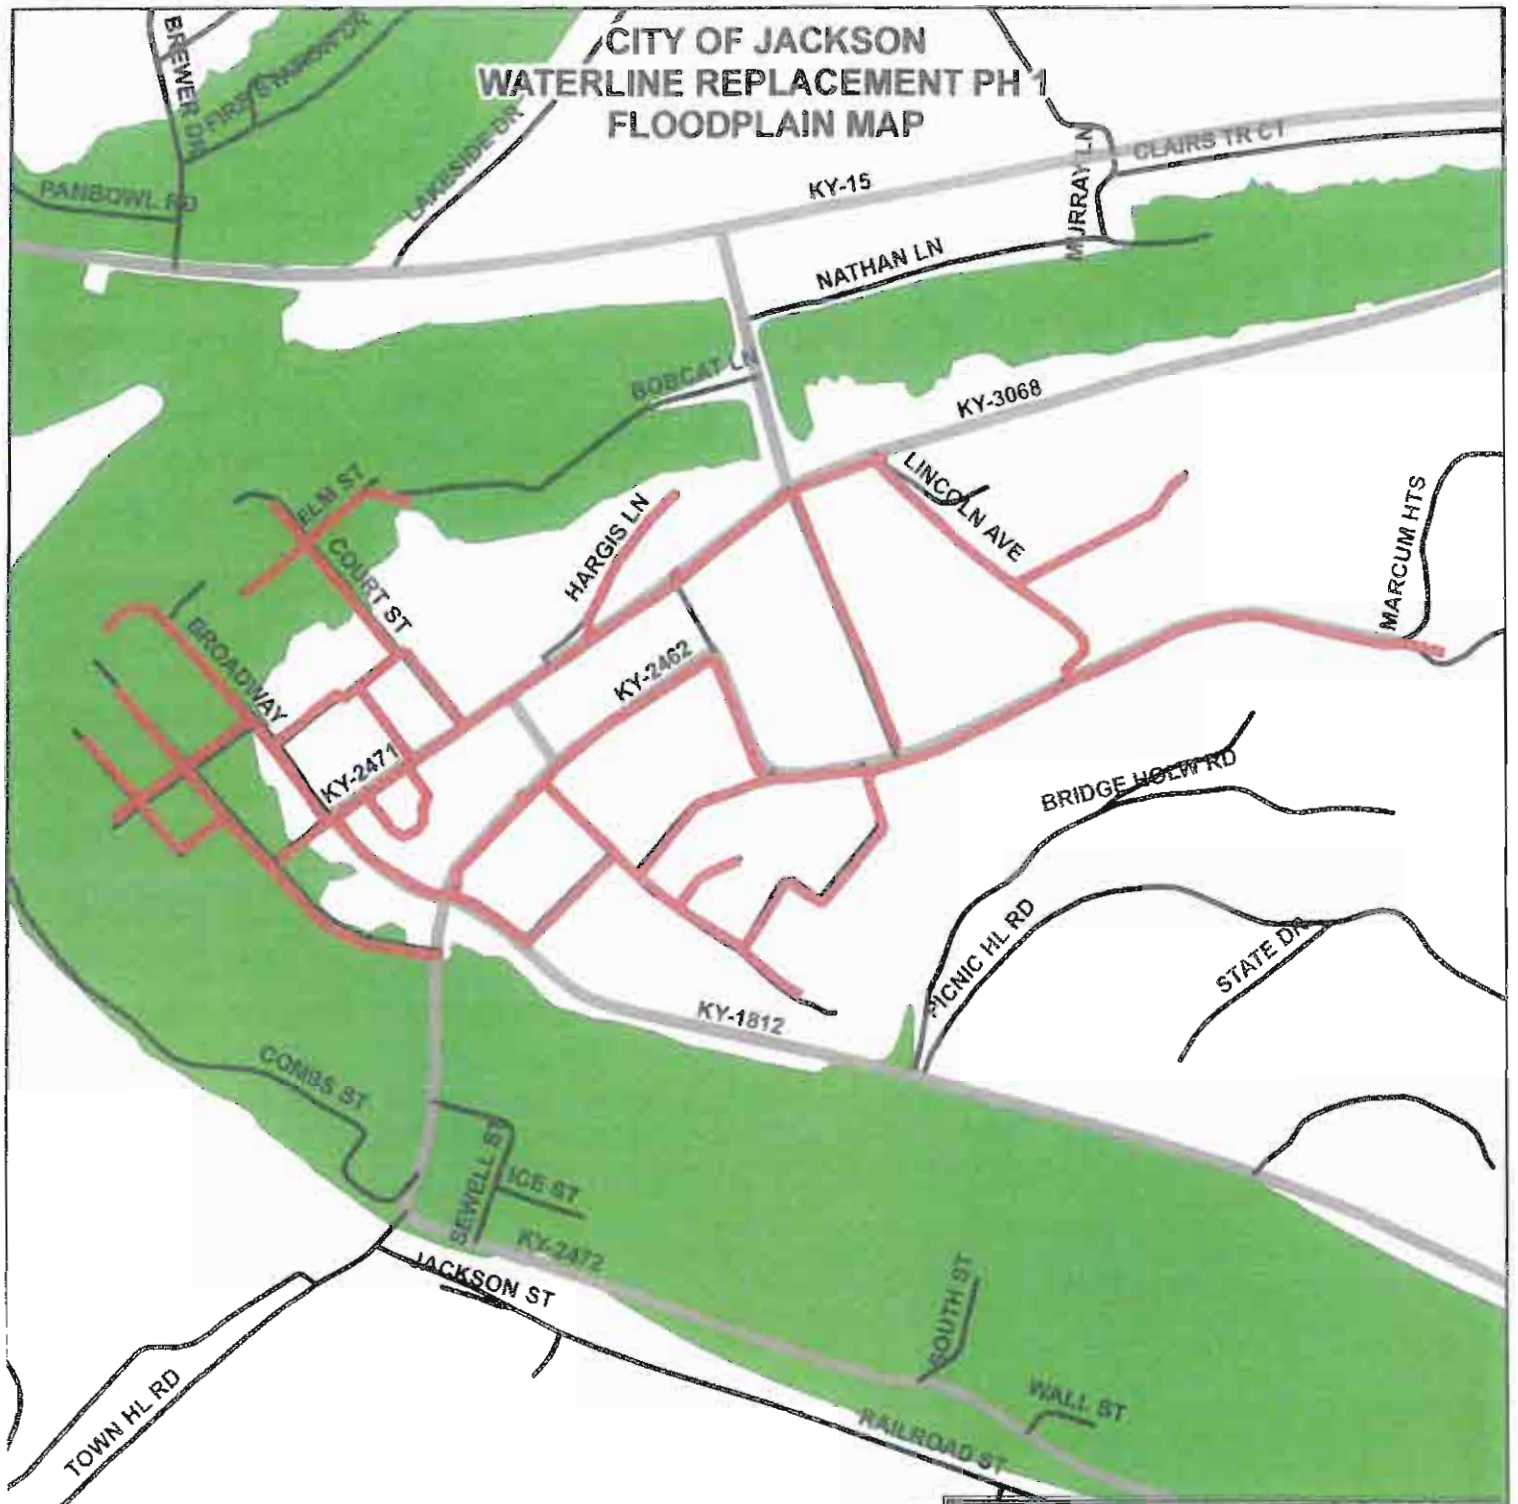 CITY OF JACKSON
WATERLINE REPLACEMENT PH 1
FLOODPLAIN MAP
BREWER DR
FIRE STATION DR
LAKESIDE DR
PANBOWL RD
KY-15
MURRAY LN
CLAIRS TR CT
NATHAN LN
BOBCAT LN
KY-3068
ELM ST
HARGIS LN
LINCOLN AVE
MARCUM HTS
COURT ST
BROADWAY
KY-2462
KY-2471
BRIDGE HOLW RD
PICNIC HL RD
STATE DR
KY-1812
COMBS ST
SEWELL ST
ICE ST
KY-2472
JACKSON ST
SOUTH ST
WALL ST
TOWN HL RD
RAILROAD ST